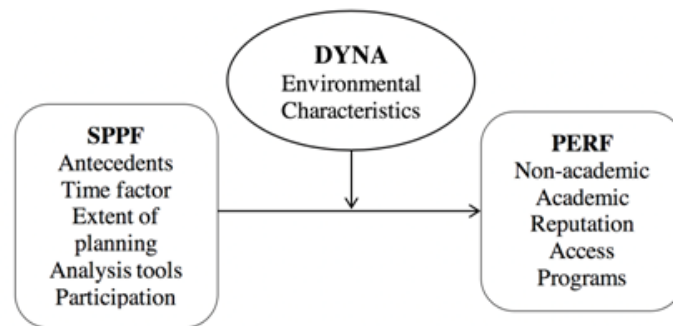 DYNA
Environmental
Characteristics
SPPF
Antecedents
Time factor
Extent of
planning
Analysis tools
Participation
PERF
Non-academic
Academic
Reputation
Access
Programs